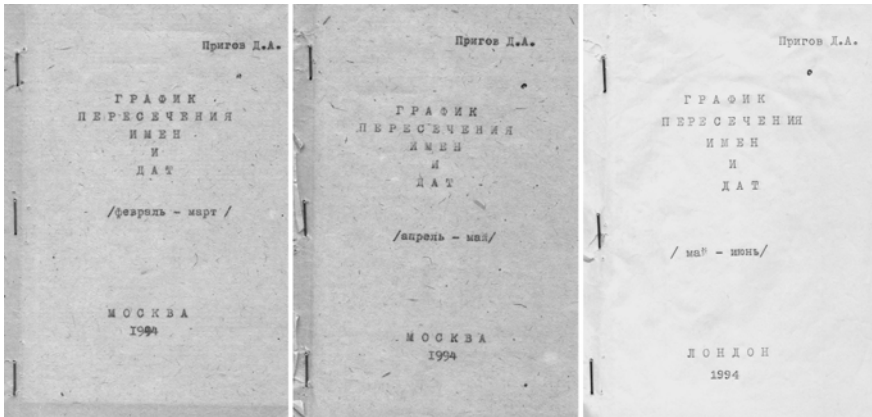 Пригов Д.А.
ГРАФИК
ПЕРЕСЕЧЕНИЯ
ИМЕН
И
ДАТ
/февраль - март /
МОСКВА
1994
Пригов Д.А.
ГРАФИК
ПЕРЕСЕЧЕНИЯ
ИМЕН
И
ДАТ
/апрель - май/
МОСКВА
1994
Пригов Д.А.
ГРАФИК
ПЕРЕСЕЧЕНИЯ
ИМЕН
И
ДАТ
/ май - июнь/
ЛОНДОН
1994